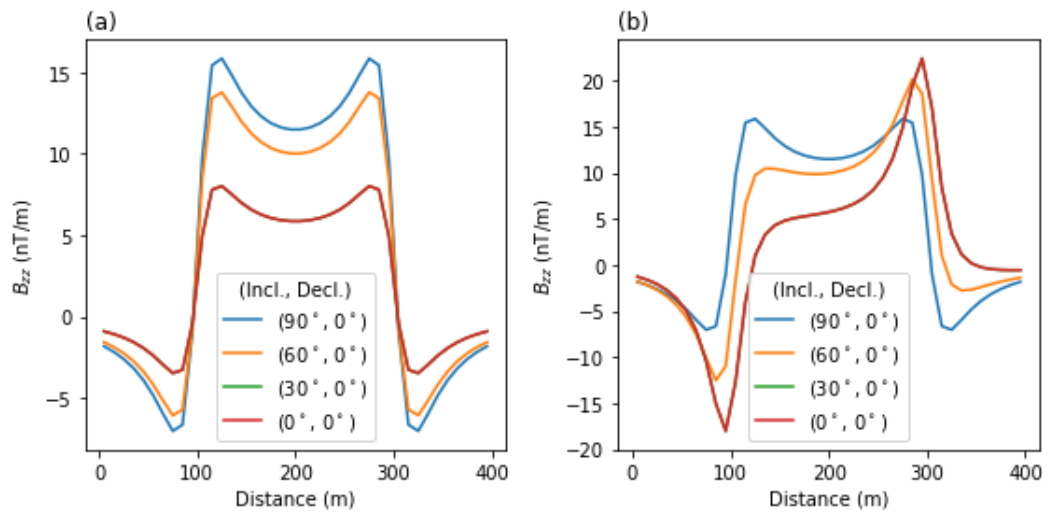 (a)
15
10
5
0
−5
B_zz (nT/m)
(Incl., Decl.)
(90°, 0°)
(60°, 0°)
(30°, 0°)
(0°, 0°)
0 100 200 300 400
Distance (m)
(b)
20
15
10
5
0
−5
−10
−15
−20
B_zz (nT/m)
(Incl., Decl.)
(90°, 0°)
(60°, 0°)
(30°, 0°)
(0°, 0°)
0 100 200 300 400
Distance (m)